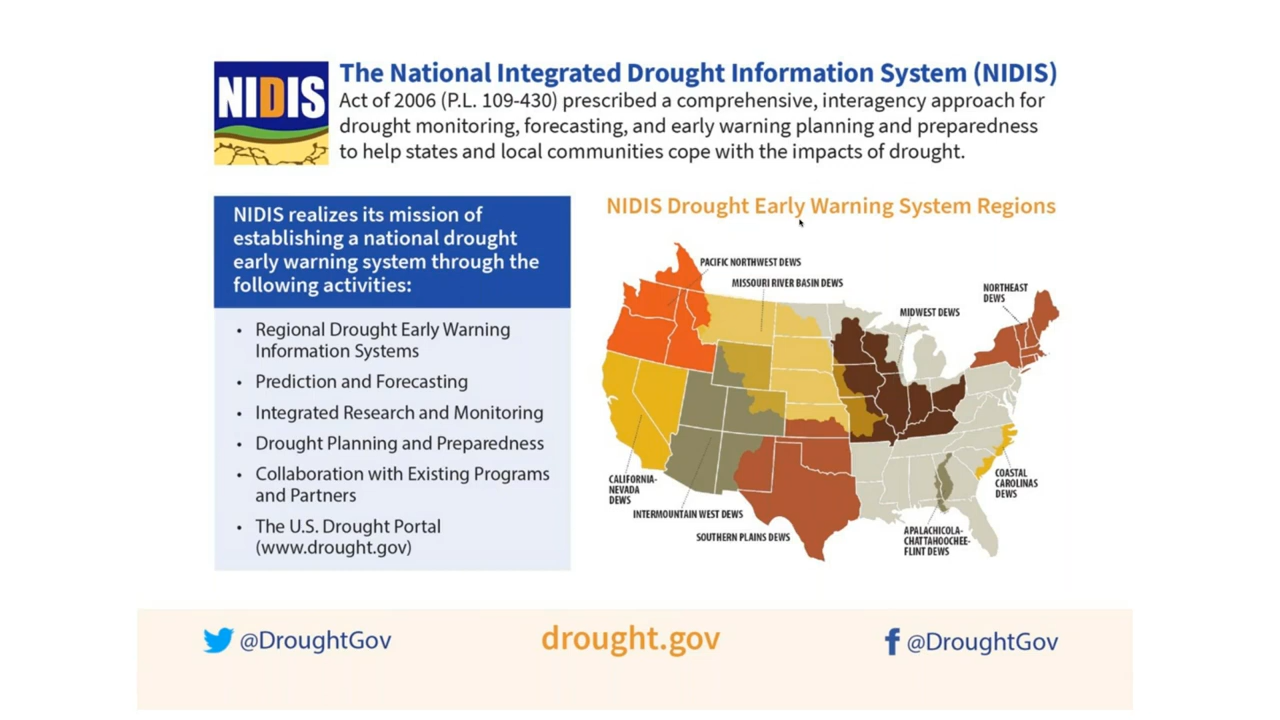 NIDIS
The National Integrated Drought Information System (NIDIS)
Act of 2006 (P.L. 109-430) prescribed a comprehensive, interagency approach for
drought monitoring, forecasting, and early warning planning and preparedness
to help states and local communities cope with the impacts of drought.
NIDIS realizes its mission of
establishing a national drought
early warning system through the
following activities:
• Regional Drought Early Warning
Information Systems
• Prediction and Forecasting
• Integrated Research and Monitoring
• Drought Planning and Preparedness
• Collaboration with Existing Programs
and Partners
• The U.S. Drought Portal
(www.drought.gov)
NIDIS Drought Early Warning System Regions
PACIFIC NORTHWEST DEWS
MISSOURI RIVER BASIN DEWS
NORTHEAST
DEWS
MIDWEST DEWS
CALIFORNIA-
NEVADA
DEWS
INTERMOUNTAIN WEST DEWS
SOUTHERN PLAINS DEWS
COASTAL
CAROLINAS
DEWS
APALACHICOLA-
CHATTAHOOCHEE-
FLINT DEWS
@DroughtGov
drought.gov
@DroughtGov